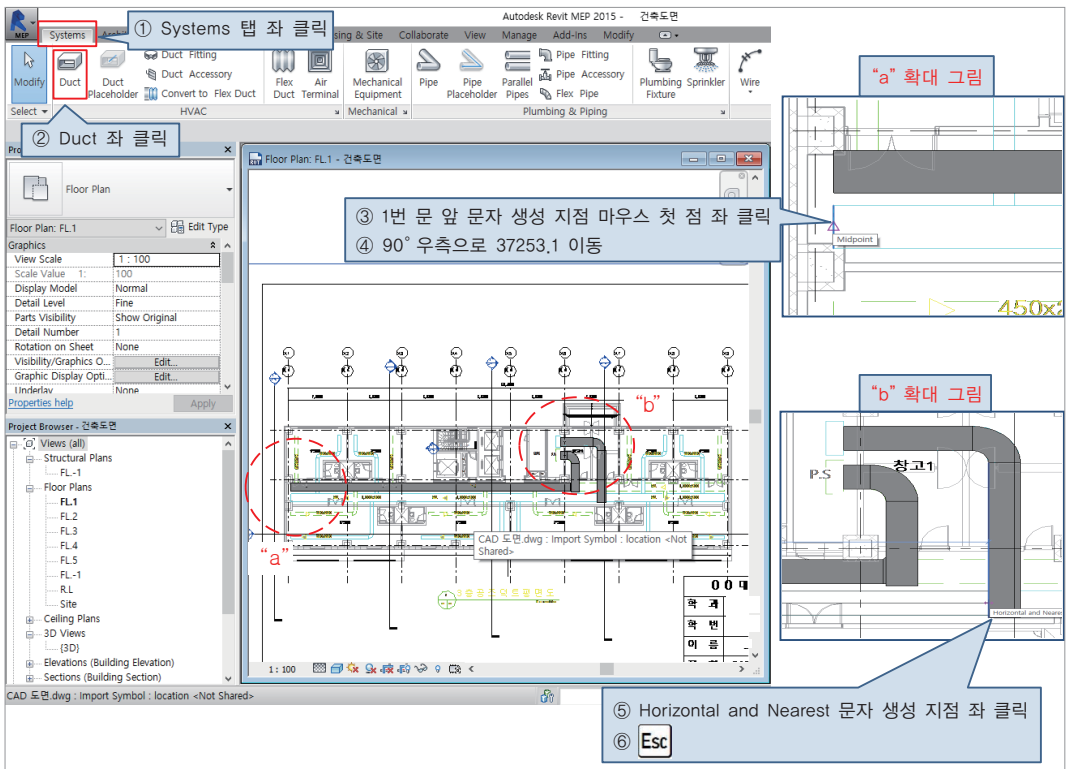 Autodesk Revit MEP 2015 - 건축도면
MEP
Systems
① Systems 탭 좌 클릭
ing & Site Collaborate View Manage Add-Ins Modify
Modify
Duct
Duct Placeholder
Duct Fitting
Duct Accessory
Convert to Flex Duct
Flex Duct
Air Terminal
Mechanical Equipment
Pipe
Pipe Placeholder
Parallel Pipes
Pipe Fitting
Pipe Accessory
Flex Pipe
Plumbing Fixture
Sprinkler
Wire
Select
HVAC
Mechanical
Plumbing & Piping
② Duct 좌 클릭
Floor Plan
Floor Plan: FL.1
Edit Type
Graphics
View Scale 1 : 100
Scale Value 1: 100
Display Model Normal
Detail Level Fine
Parts Visibility Show Original
Detail Number 1
Rotation on Sheet None
Visibility/Graphics O... Edit...
Graphic Display Opti... Edit...
Underlay None
Properties help
Apply
Project Browser - 건축도면
Views (all)
Structural Plans
FL.-1
Floor Plans
FL.1
FL.2
FL.3
FL.4
FL.5
FL.-1
R.L
Site
Ceiling Plans
3D Views
{3D}
Elevations (Building Elevation)
Sections (Building Section)
CAD 도면.dwg : Import Symbol : location <Not Shared>
Floor Plan: FL.1 - 건축도면
③ 1번 문 앞 문자 생성 지점 마우스 첫 점 좌 클릭
④ 90° 우측으로 37253.1 이동
"b"
"a"
CAD 도면.dwg : Import Symbol : location <Not Shared>
학 과
학 번
이 름
1 : 100
"a" 확대 그림
Midpoint
"b" 확대 그림
P.S
창고1
Horizontal and Neare
⑤ Horizontal and Nearest 문자 생성 지점 좌 클릭
⑥ Esc